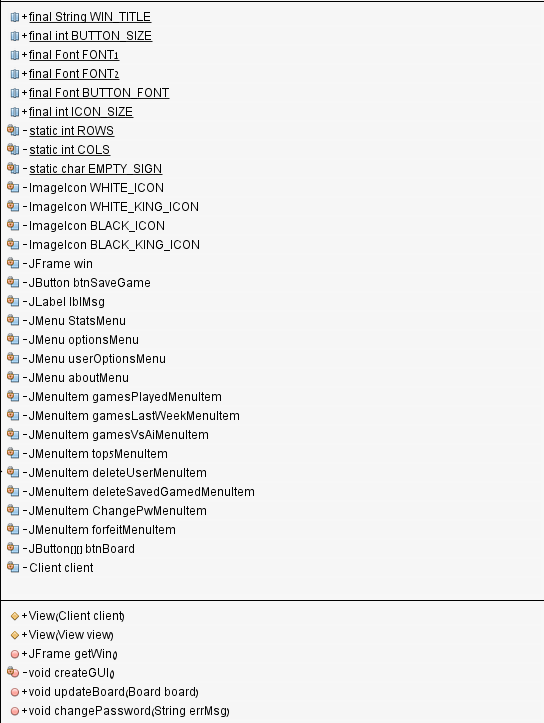 +final String WIN_TITLE
+final int BUTTON_SIZE
+final Font FONT1
+final Font FONT2
+final Font BUTTON_FONT
+final int ICON_SIZE
-static int ROWS
-static int COLS
-static char EMPTY_SIGN
-ImageIcon WHITE_ICON
-ImageIcon WHITE_KING_ICON
-ImageIcon BLACK_ICON
-ImageIcon BLACK_KING_ICON
-JFrame win
-JButton btnSaveGame
-JLabel lblMsg
-JMenu StatsMenu
-JMenu optionsMenu
-JMenu userOptionsMenu
-JMenu aboutMenu
-JMenuItem gamesPlayedMenuItem
-JMenuItem gamesLastWeekMenuItem
-JMenuItem gamesVsAiMenuItem
-JMenuItem top5MenuItem
-JMenuItem deleteUserMenuItem
-JMenuItem deleteSavedGamedMenuItem
-JMenuItem ChangePwMenuItem
-JMenuItem forfeitMenuItem
-JButton[][] btnBoard
-Client client
+View(Client client)
+View(View view)
+JFrame getWin()
-void createGUI()
+void updateBoard(Board board)
+void changePassword(String errMsg)